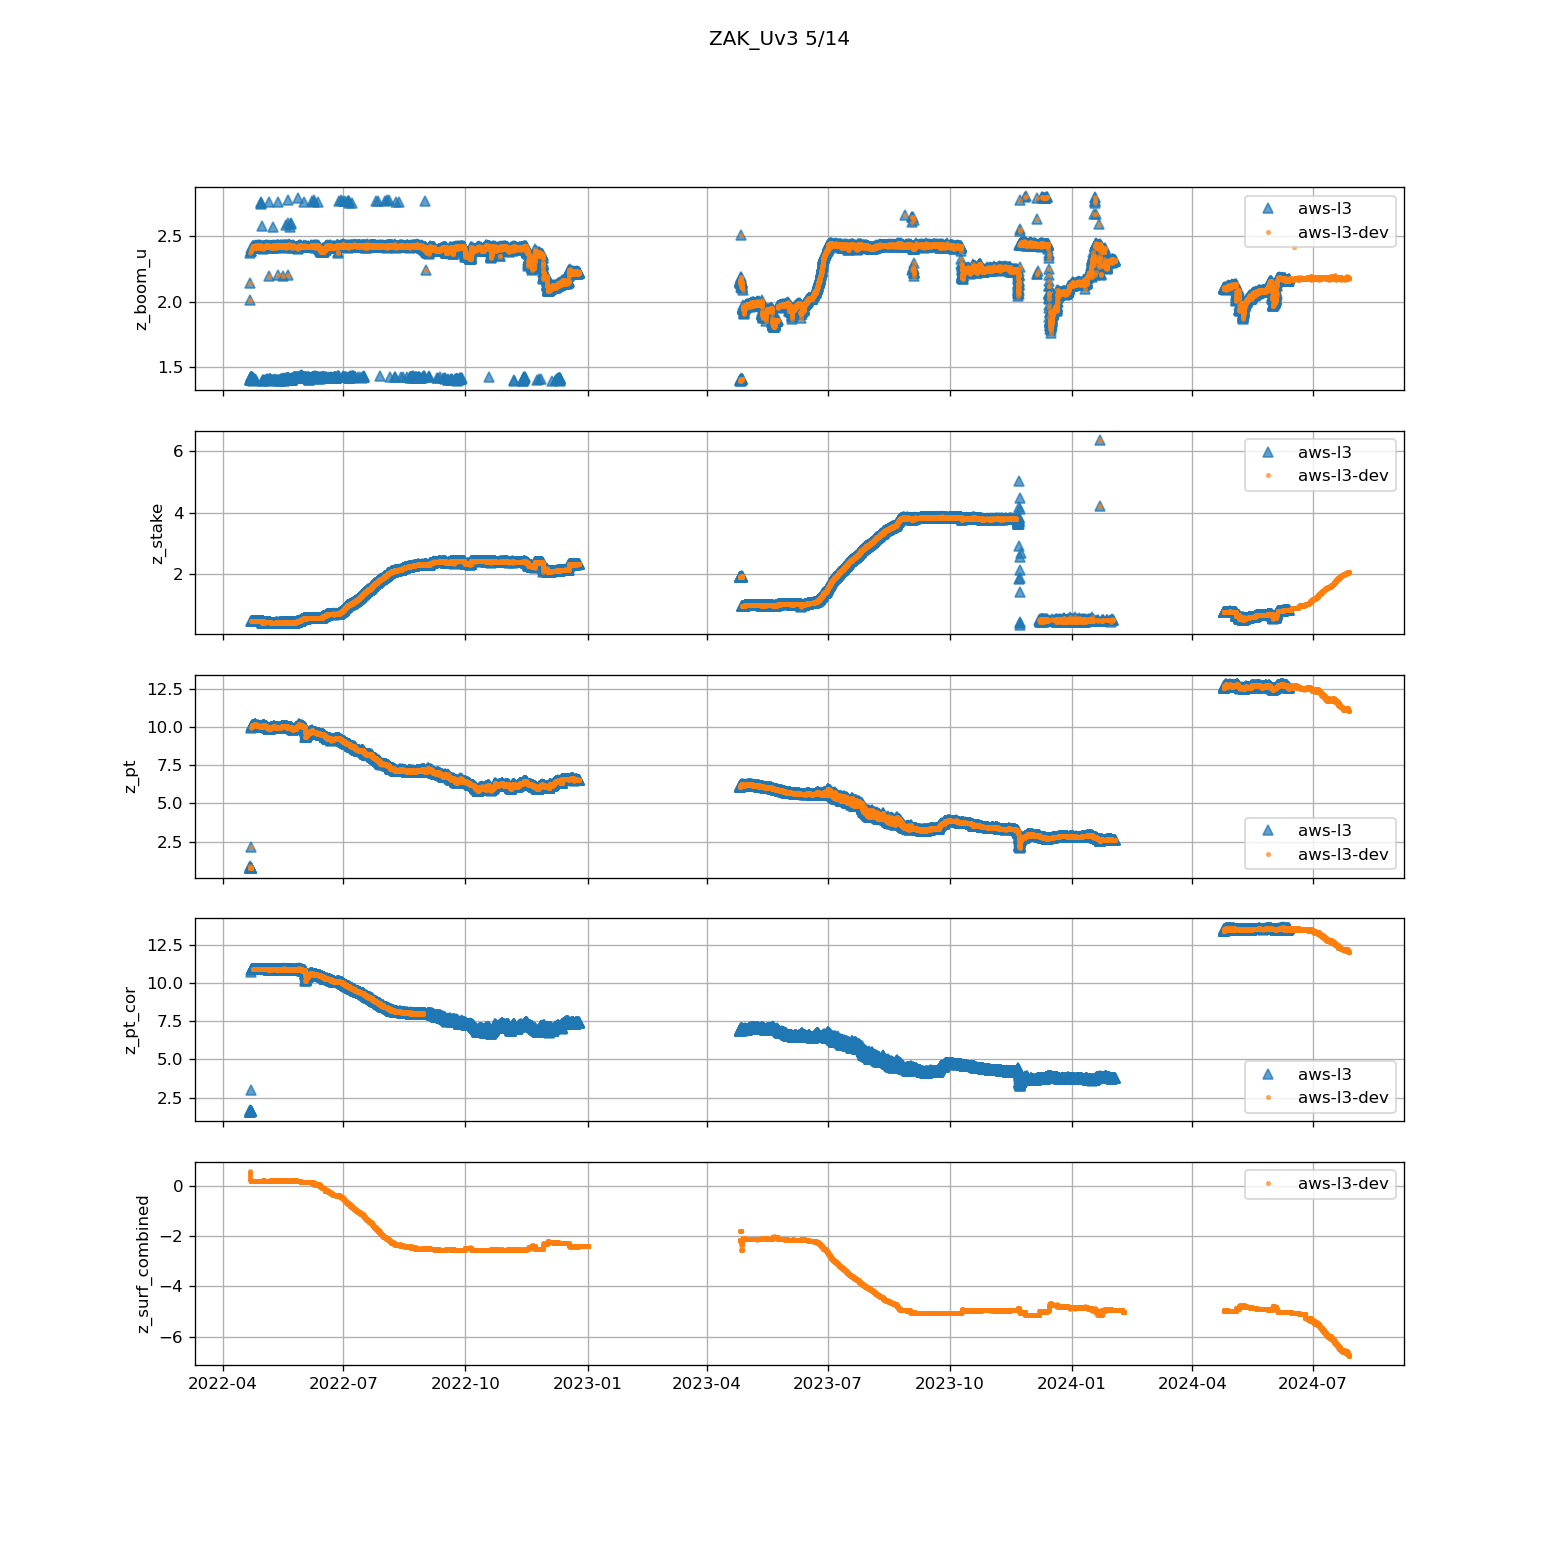 ZAK_Uv3 5/14
z_boom_u
2.5
2.0
1.5
aws-l3
aws-l3-dev
z_stake
6
4
2
aws-l3
aws-l3-dev
z_pt
12.5
10.0
7.5
5.0
2.5
aws-l3
aws-l3-dev
z_pt_cor
12.5
10.0
7.5
5.0
2.5
aws-l3
aws-l3-dev
z_surf_combined
0
−2
−4
−6
aws-l3-dev
2022-04 2022-07 2022-10 2023-01 2023-04 2023-07 2023-10 2024-01 2024-04 2024-07